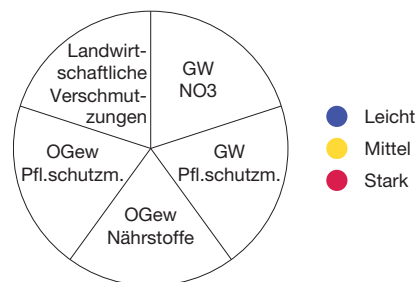 Landwirt-
schaftliche
Verschmut-
zungen
GW
NO3
GW
Pfl.schutzm.
OGew
Nährstoffe
OGew
Pfl.schutzm.
Leicht
Mittel
Stark